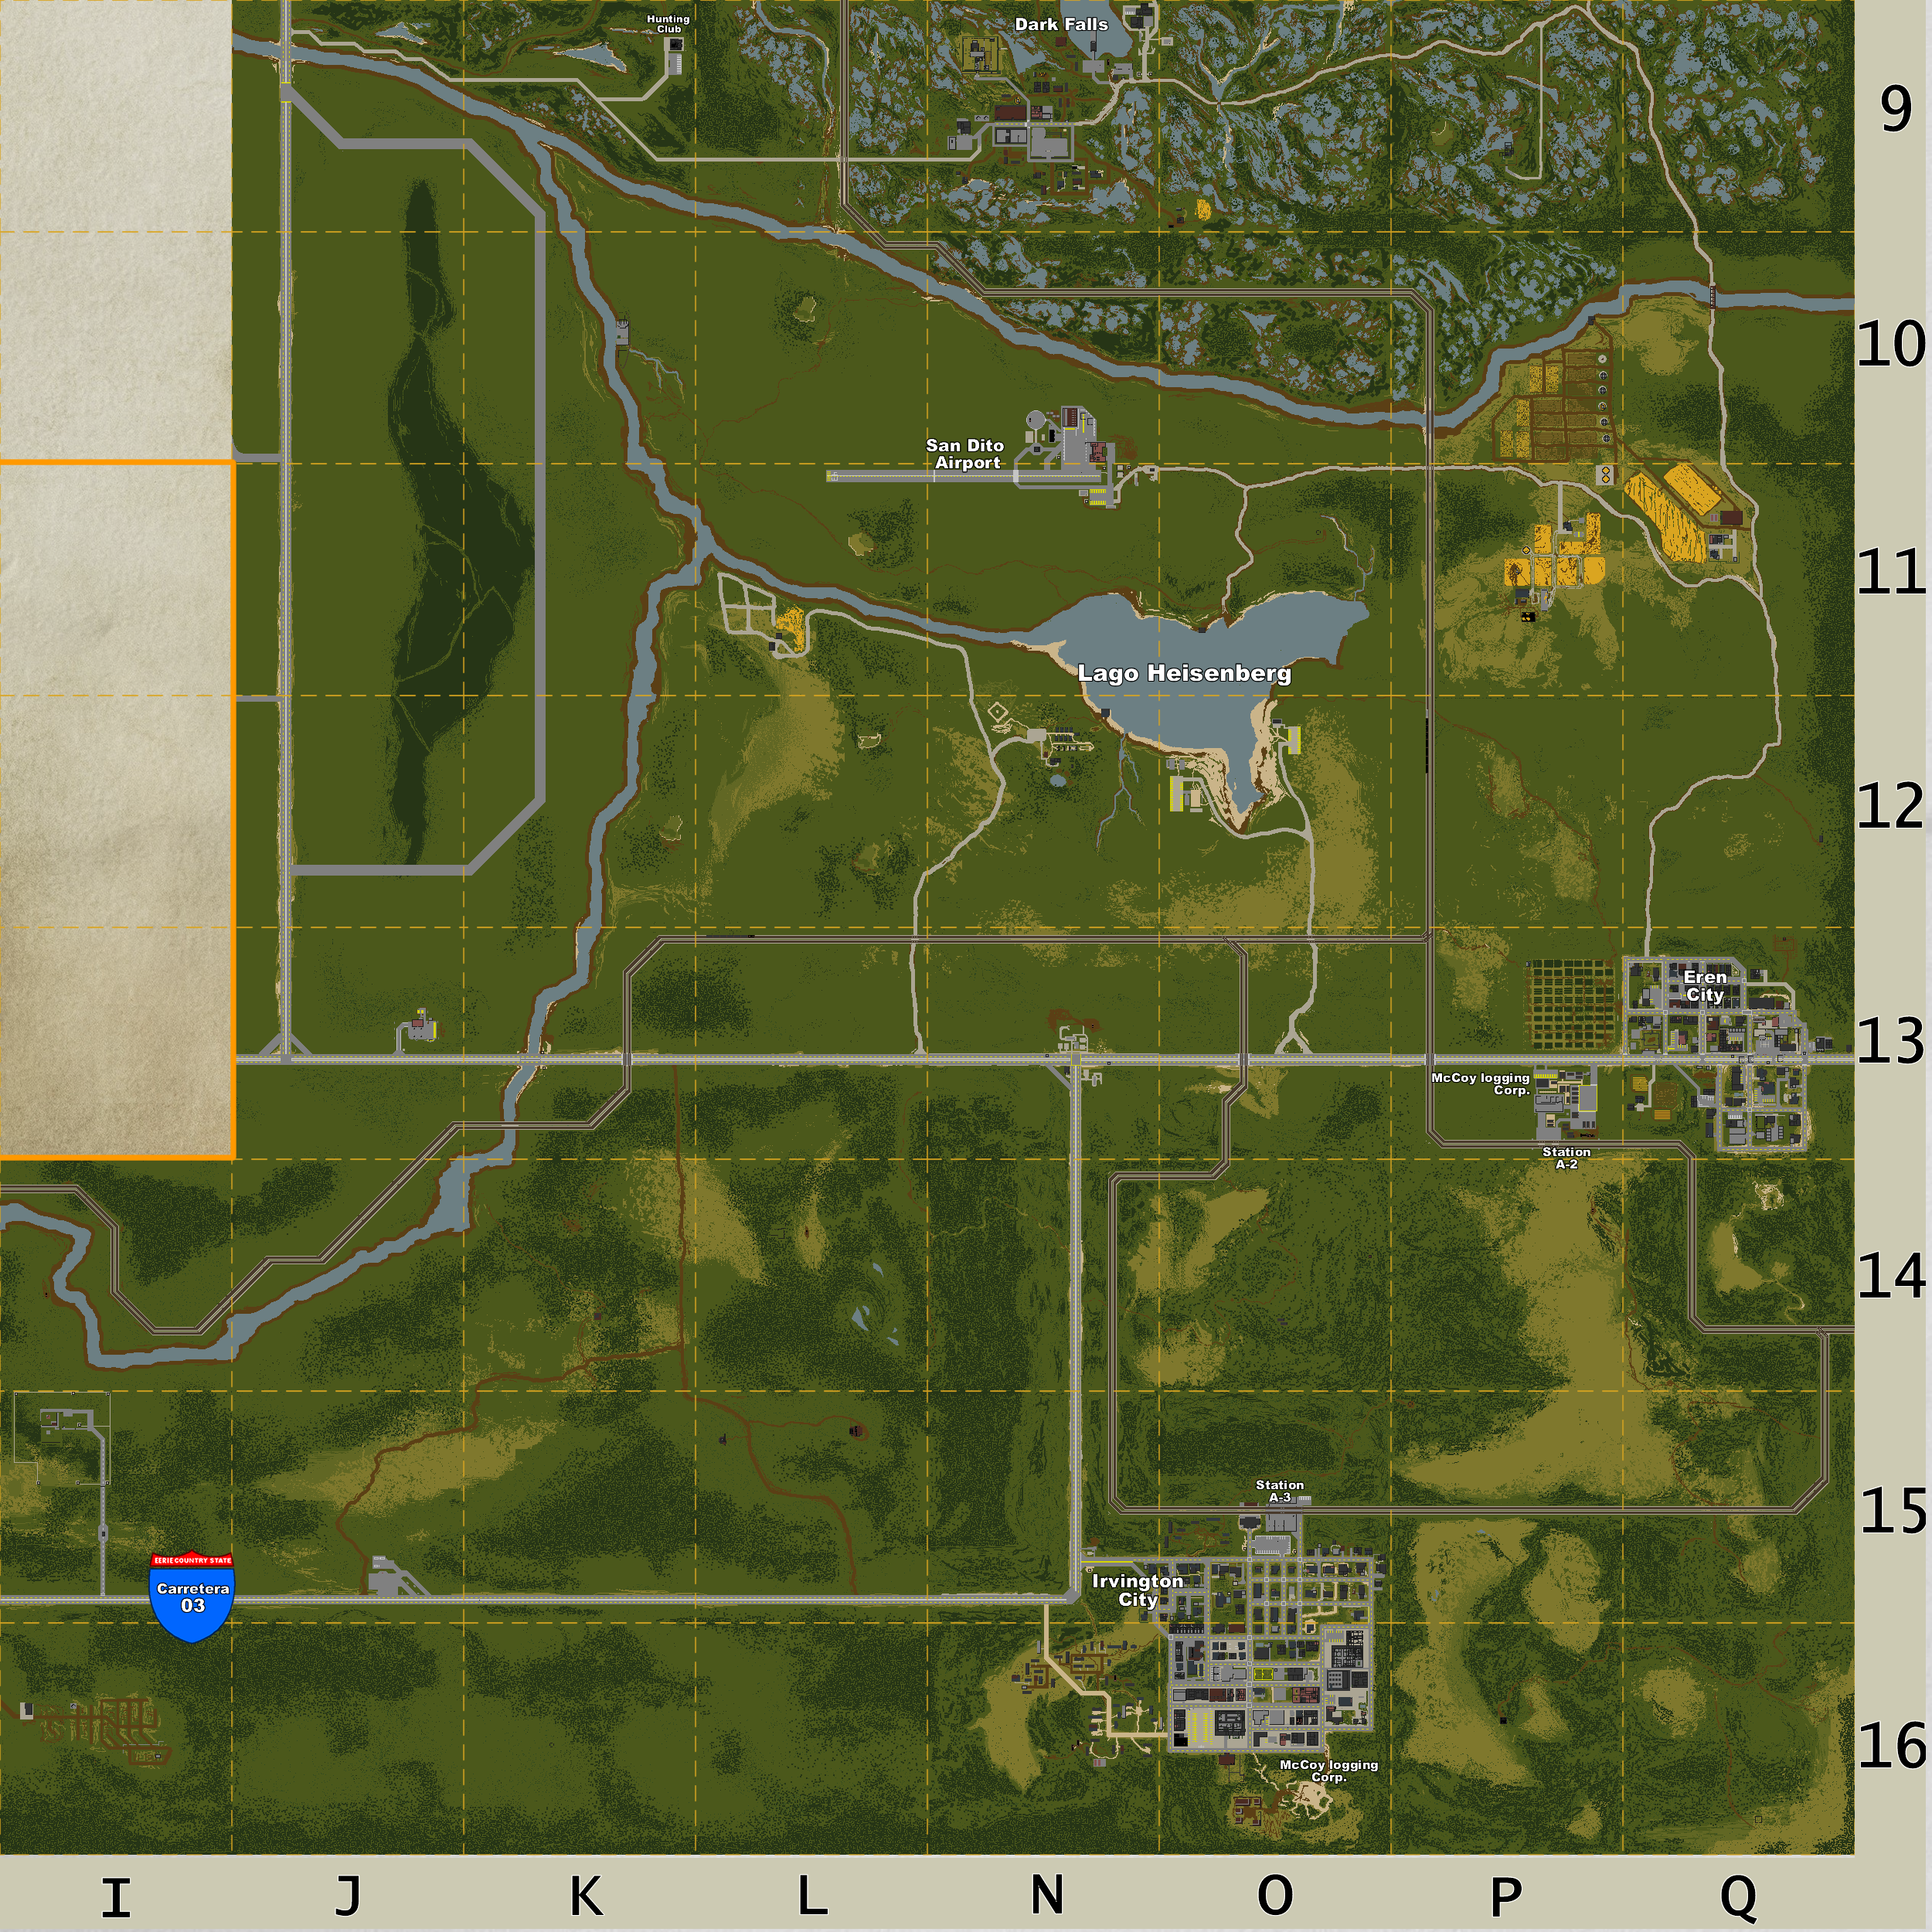 Hunting
Club
Dark Falls
9
10
San Dito
Airport
11
Lago Heisenberg
12
Eren
City
13
McCoy logging
Corp.
Station
A-2
14
Station
A-3
15
EERIE COUNTRY STATE
Carretera
03
Irvington
City
16
McCoy logging
Corp.
I J K L N O P Q